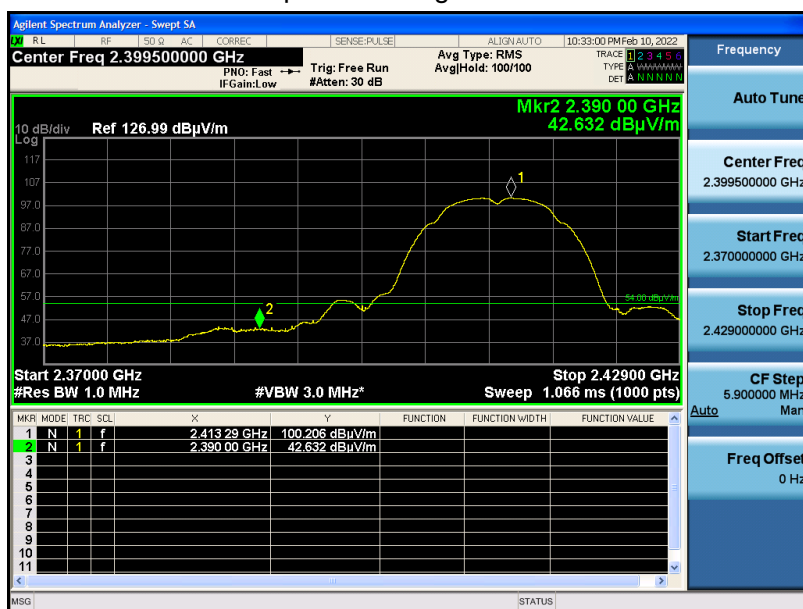 Agilent Spectrum Analyzer - Swept SA
LXI RL RF 50 Ω AC CORREC SENSE:PULSE ALIGN AUTO 10:33:00 PM Feb 10, 2022
Center Freq 2.399500000 GHz
PNO: Fast
IFGain:Low
Trig: Free Run
#Atten: 30 dB
Avg Type: RMS
Avg|Hold: 100/100
TRACE 1 2 3 4 5 6
TYPE A WWWWW
DET A N N N N N
Mkr2 2.390 00 GHz
42.632 dBµV/m
10 dB/div Ref 126.99 dBµV/m
Log
117
107
97.0
87.0
77.0
67.0
57.0
47.0
37.0
1
2
54.00 dBµV/m
Start 2.37000 GHz Stop 2.42900 GHz
#Res BW 1.0 MHz #VBW 3.0 MHz* Sweep 1.066 ms (1000 pts)
MKR MODE TRC SCL X Y FUNCTION FUNCTION WIDTH FUNCTION VALUE
1 N 1 f 2.413 29 GHz 100.206 dBµV/m
2 N 1 f 2.390 00 GHz 42.632 dBµV/m
3
4
5
6
7
8
9
10
11
MSG STATUS
Frequency
Auto Tune
Center Freq
2.399500000 GHz
Start Freq
2.370000000 GHz
Stop Freq
2.429000000 GHz
CF Step
5.900000 MHz
Auto Man
Freq Offset
0 Hz